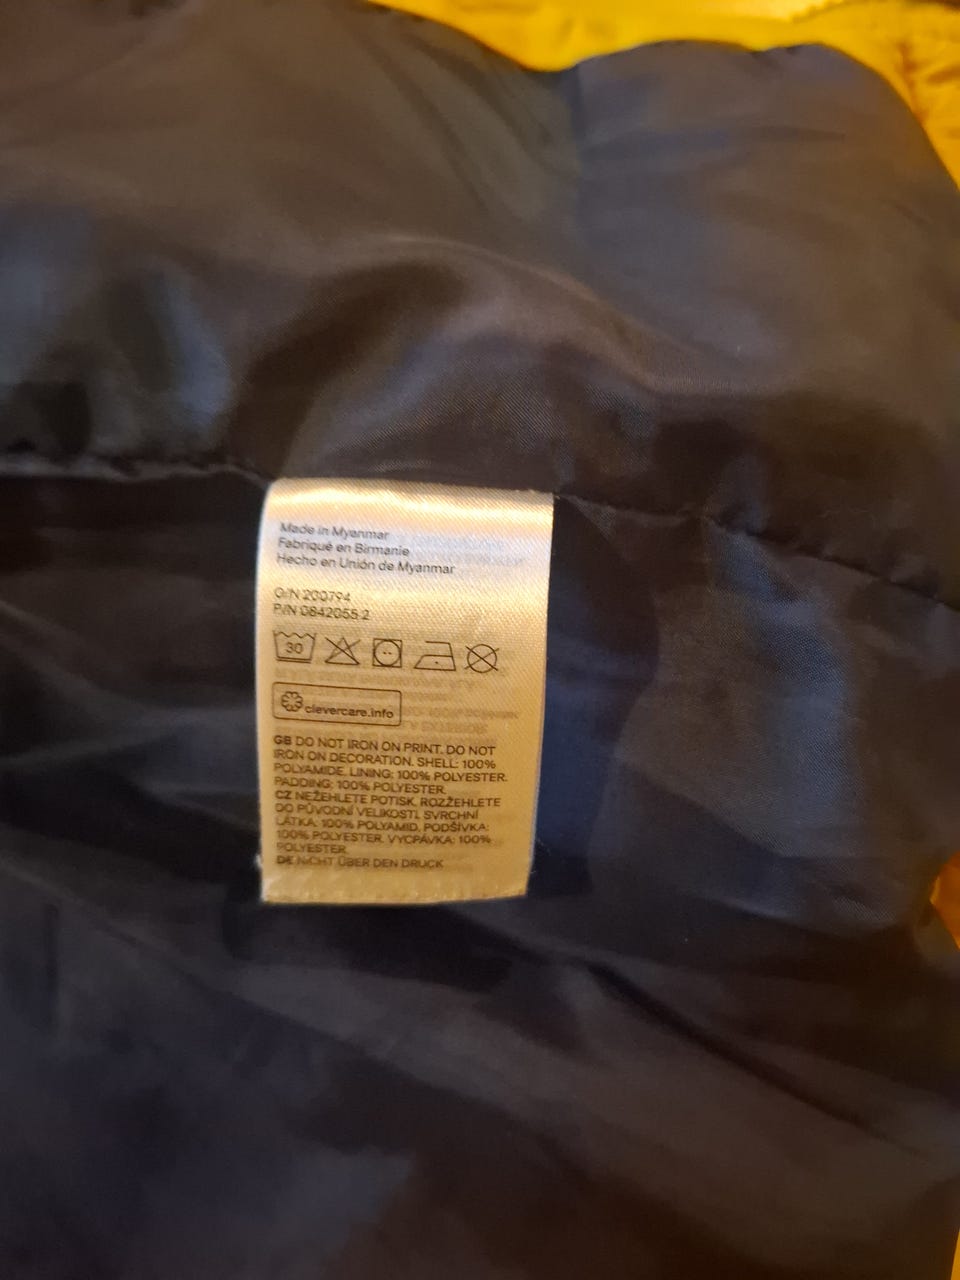 Made in Myanmar
Fabriqué en Birmanie
Hecho en Unión de Myanmar
O/N 200794
P/N 0842055.2
30
clevercare.info
GB DO NOT IRON ON PRINT. DO NOT
IRON ON DECORATION. SHELL: 100%
POLYAMIDE. LINING: 100% POLYESTER.
PADDING: 100% POLYESTER.
CZ NEŽEHLETE POTISK. ROZŽEHLETE
DO PŮVODNÍ VELIKOSTI. SVRCHNÍ
LÁTKA: 100% POLYAMID. PODŠÍVKA:
100% POLYESTER. VÝCPÁVKA: 100%
POLYESTER.
DE NICHT ÜBER DEN DRUCK